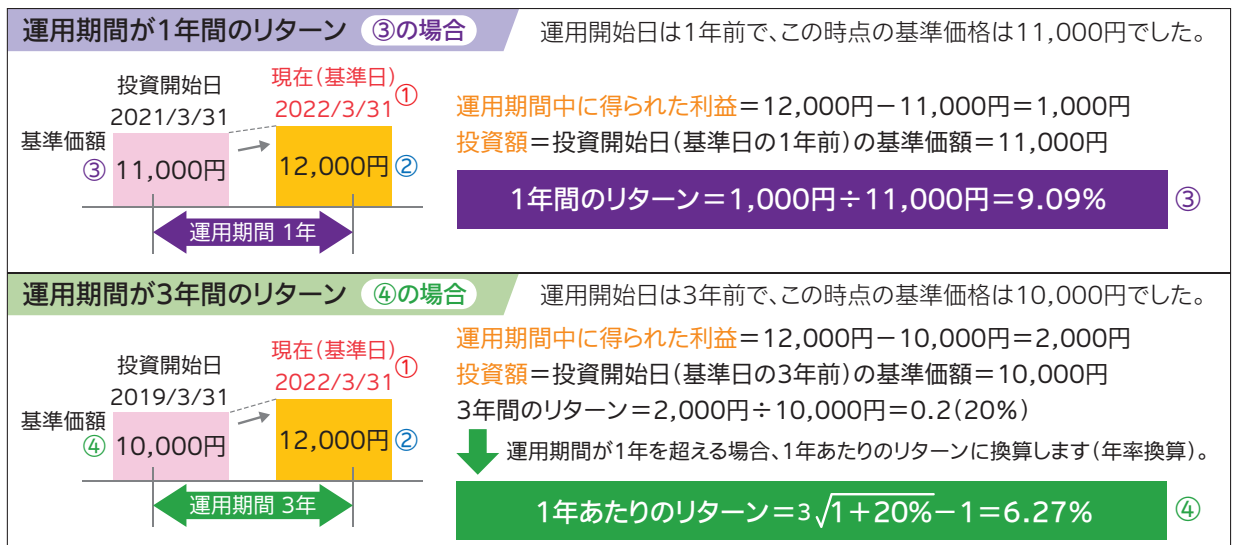 運用期間が1年間のリターン ③の場合 運用開始日は1年前で、この時点の基準価格は11,000円でした。
投資開始日
2021/3/31
現在(基準日)①
2022/3/31
基準価額
③ 11,000円
12,000円 ②
運用期間 1年
運用期間中に得られた利益＝12,000円－11,000円＝1,000円
投資額＝投資開始日(基準日の1年前)の基準価額＝11,000円
1年間のリターン＝1,000円÷11,000円＝9.09% ③
運用期間が3年間のリターン ④の場合 運用開始日は3年前で、この時点の基準価格は10,000円でした。
投資開始日
2019/3/31
現在(基準日)①
2022/3/31
基準価額
④ 10,000円
12,000円 ②
運用期間 3年
運用期間中に得られた利益＝12,000円－10,000円＝2,000円
投資額＝投資開始日(基準日の3年前)の基準価額＝10,000円
3年間のリターン＝2,000円÷10,000円＝0.2(20%)
運用期間が1年を超える場合、1年あたりのリターンに換算します(年率換算)。
1年あたりのリターン＝3√1＋20%－1＝6.27% ④